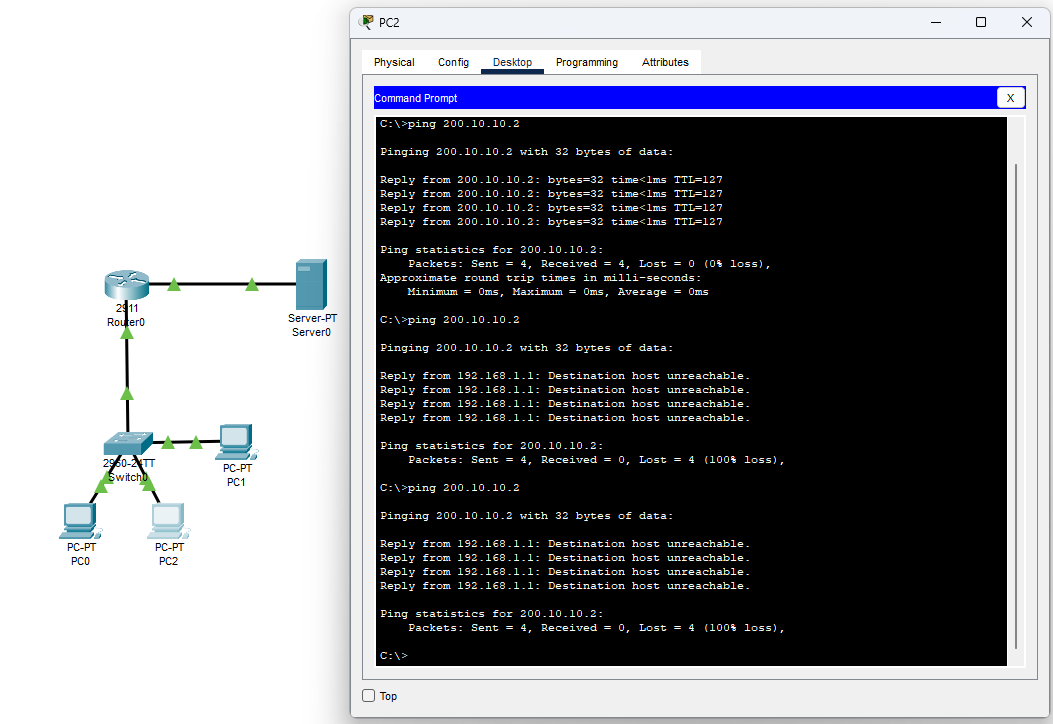 PC2
Physical Config Desktop Programming Attributes
Command Prompt
X
C:\>ping 200.10.10.2
Pinging 200.10.10.2 with 32 bytes of data:
Reply from 200.10.10.2: bytes=32 time<1ms TTL=127
Reply from 200.10.10.2: bytes=32 time<1ms TTL=127
Reply from 200.10.10.2: bytes=32 time<1ms TTL=127
Reply from 200.10.10.2: bytes=32 time<1ms TTL=127
Ping statistics for 200.10.10.2:
Packets: Sent = 4, Received = 4, Lost = 0 (0% loss),
Approximate round trip times in milli-seconds:
Minimum = 0ms, Maximum = 0ms, Average = 0ms
C:\>ping 200.10.10.2
Pinging 200.10.10.2 with 32 bytes of data:
Reply from 192.168.1.1: Destination host unreachable.
Reply from 192.168.1.1: Destination host unreachable.
Reply from 192.168.1.1: Destination host unreachable.
Reply from 192.168.1.1: Destination host unreachable.
Ping statistics for 200.10.10.2:
Packets: Sent = 4, Received = 0, Lost = 4 (100% loss),
C:\>ping 200.10.10.2
Pinging 200.10.10.2 with 32 bytes of data:
Reply from 192.168.1.1: Destination host unreachable.
Reply from 192.168.1.1: Destination host unreachable.
Reply from 192.168.1.1: Destination host unreachable.
Reply from 192.168.1.1: Destination host unreachable.
Ping statistics for 200.10.10.2:
Packets: Sent = 4, Received = 0, Lost = 4 (100% loss),
C:\>
Top
2911
Router0
Server-PT
Server0
2960-24TT
Switch0
PC-PT
PC1
PC-PT
PC0
PC-PT
PC2